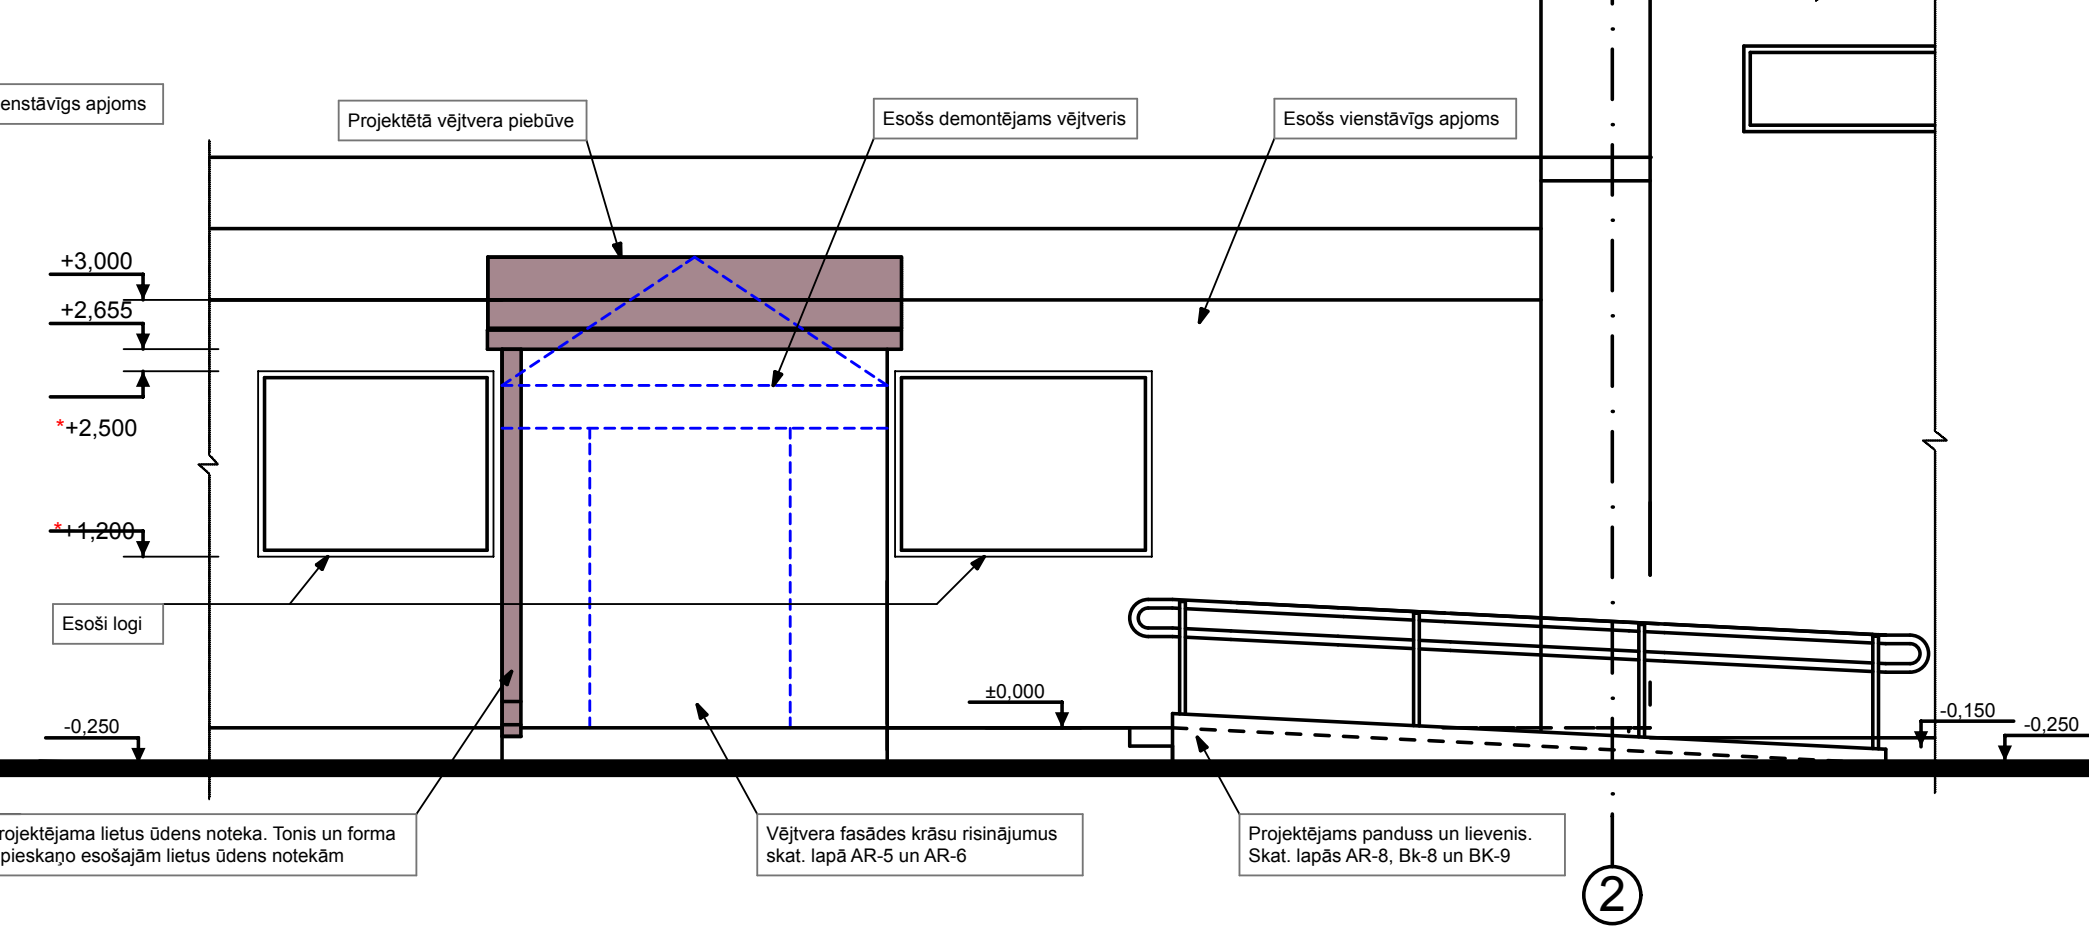 enstāvīgs apjoms
Projektētā vējtvera piebūve
Esošs demontējams vējtveris
Esošs vienstāvīgs apjoms
+3,000
+2,655
*+2,500
*+1,200
Esoši logi
±0,000
-0,250
-0,150
-0,250
rojektējama lietus ūdens noteka. Tonis un forma
pieskaņo esošajām lietus ūdens notekām
Vējtvera fasādes krāsu risinājumus
skat. lapā AR-5 un AR-6
Projektējams panduss un lievenis.
Skat. lapās AR-8, Bk-8 un BK-9
2